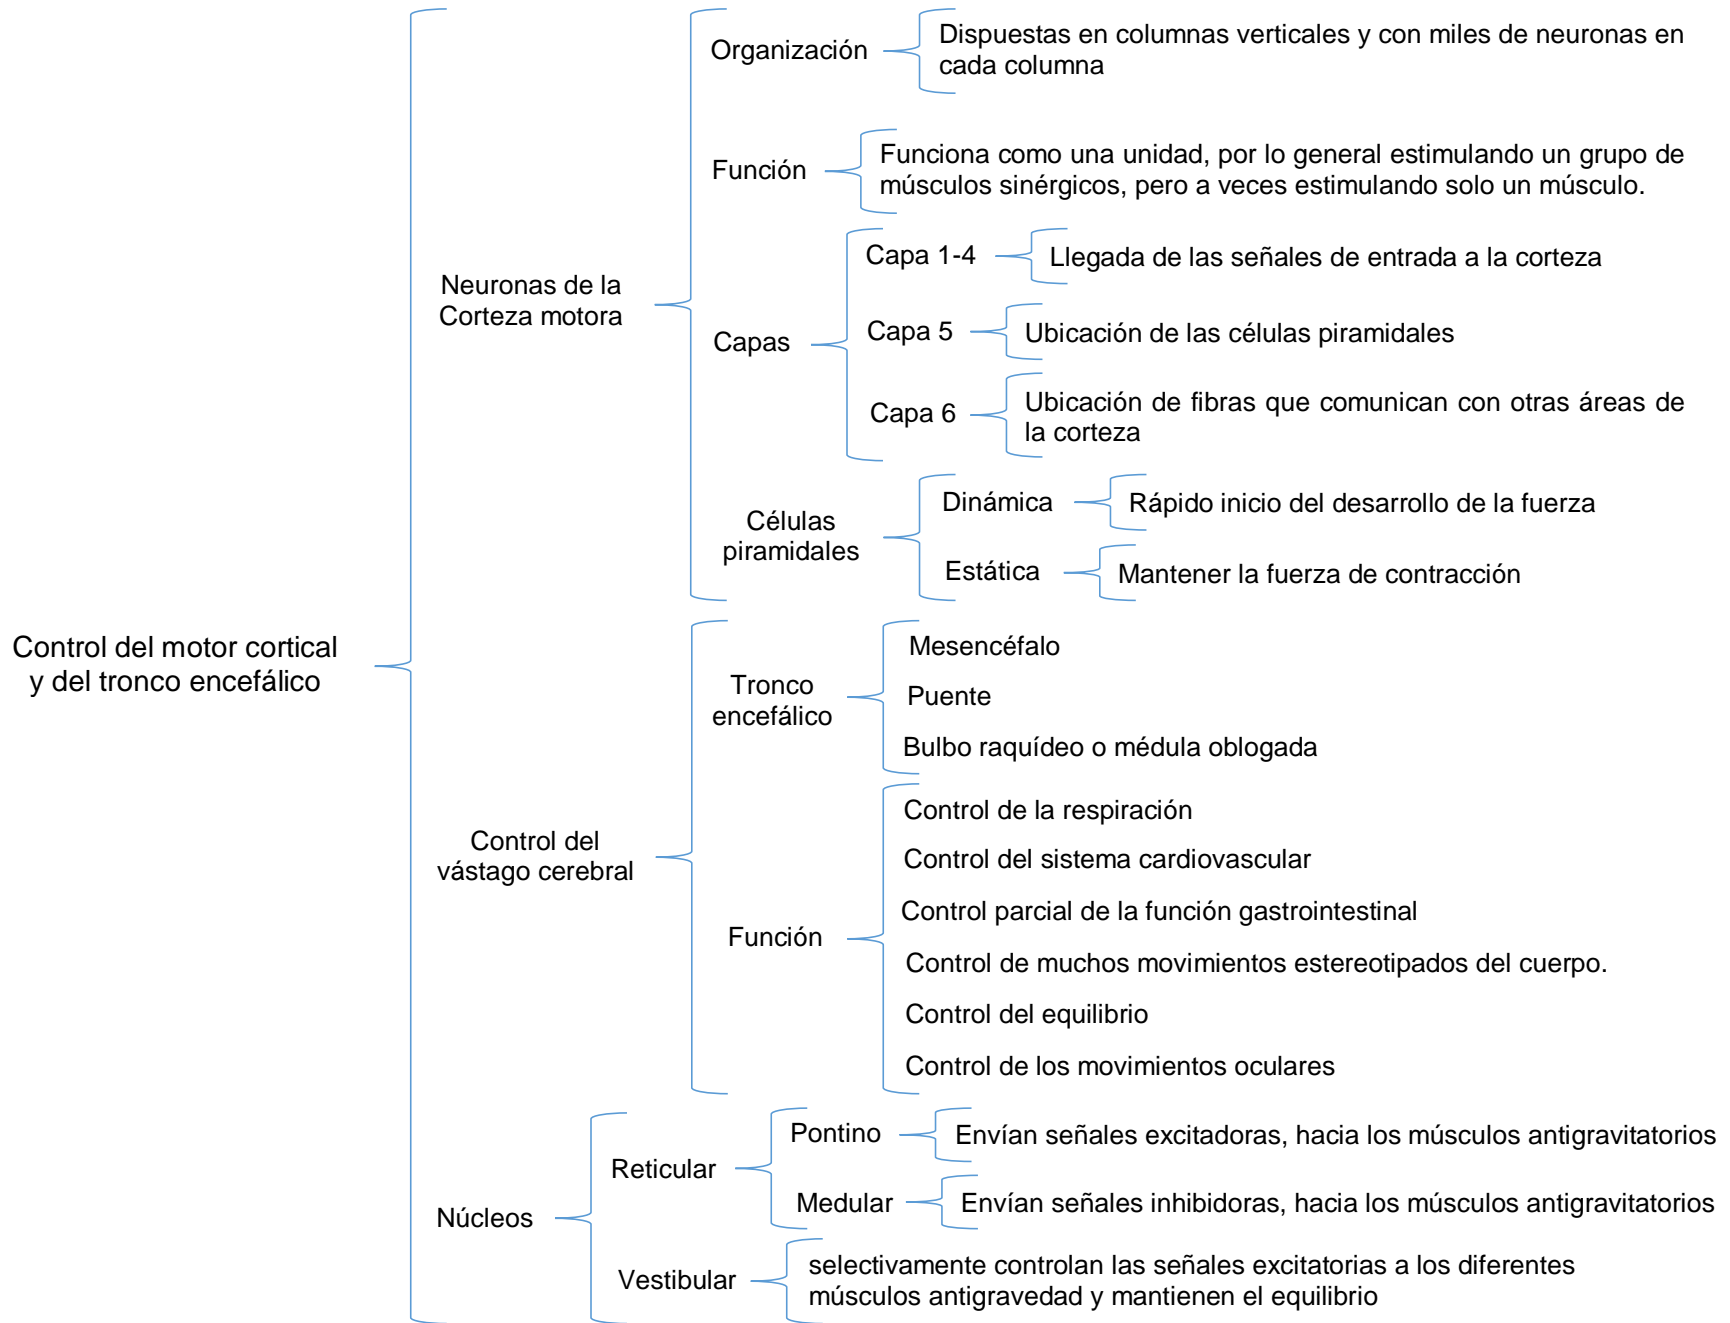 Control del motor cortical
y del tronco encefálico
Neuronas de la
Corteza motora
Organización
Dispuestas en columnas verticales y con miles de neuronas en
cada columna
Función
Funciona como una unidad, por lo general estimulando un grupo de
músculos sinérgicos, pero a veces estimulando solo un músculo.
Capas
Capa 1-4
Llegada de las señales de entrada a la corteza
Capa 5
Ubicación de las células piramidales
Capa 6
Ubicación de fibras que comunican con otras áreas de
la corteza
Células
piramidales
Dinámica
Rápido inicio del desarrollo de la fuerza
Estática
Mantener la fuerza de contracción
Control del
vástago cerebral
Tronco
encefálico
Mesencéfalo
Puente
Bulbo raquídeo o médula oblogada
Función
Control de la respiración
Control del sistema cardiovascular
Control parcial de la función gastrointestinal
Control de muchos movimientos estereotipados del cuerpo.
Control del equilibrio
Control de los movimientos oculares
Núcleos
Reticular
Pontino
Envían señales excitadoras, hacia los músculos antigravitatorios
Medular
Envían señales inhibidoras, hacia los músculos antigravitatorios
Vestibular
selectivamente controlan las señales excitatorias a los diferentes
músculos antigravedad y mantienen el equilibrio